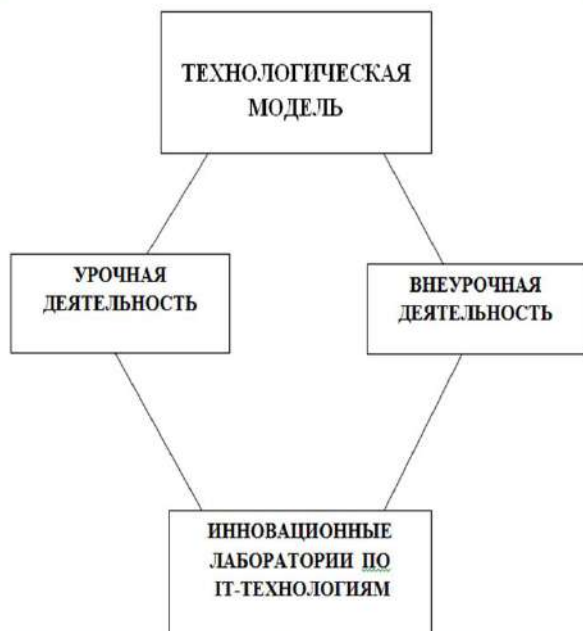 ТЕХНОЛОГИЧЕСКАЯ
МОДЕЛЬ
УРОЧНАЯ
ДЕЯТЕЛЬНОСТЬ
ВНЕУРОЧНАЯ
ДЕЯТЕЛЬНОСТЬ
ИННОВАЦИОННЫЕ
ЛАБОРАТОРИИ ПО
IT-ТЕХНОЛОГИЯМ